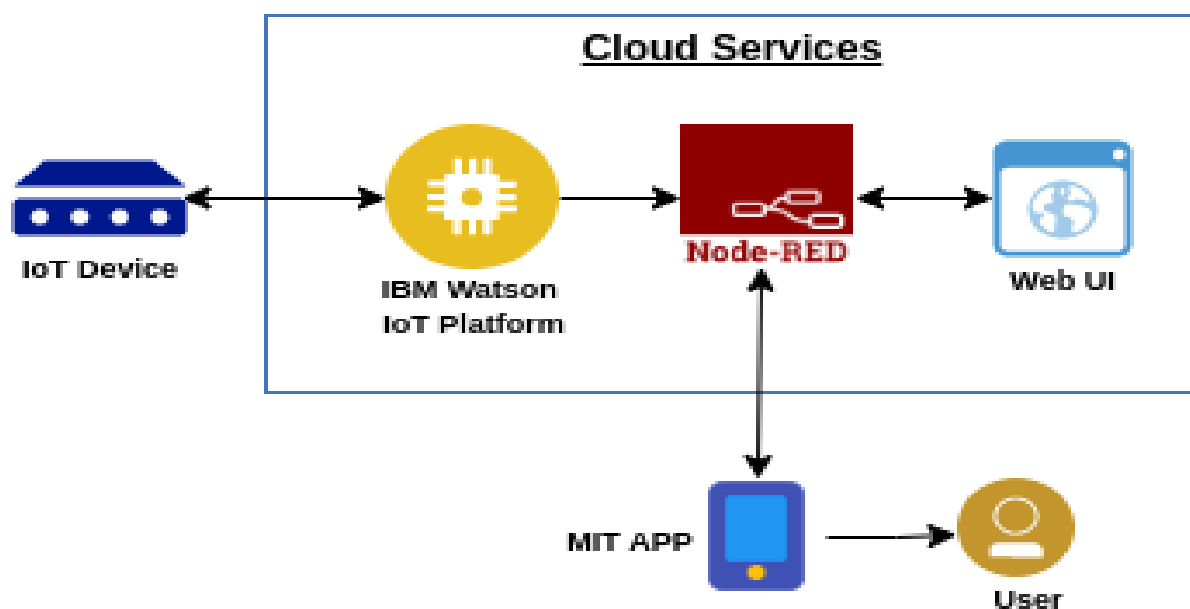 Cloud Services
IoT Device
IBM Watson
IoT Platform
Node-RED
Web UI
MIT APP
User